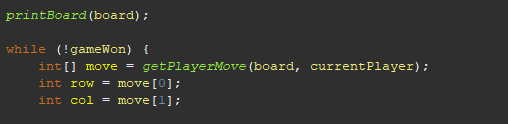 printBoard(board);
while (!gameWon) {
int[] move = getPlayerMove(board, currentPlayer);
int row = move[0];
int col = move[1];